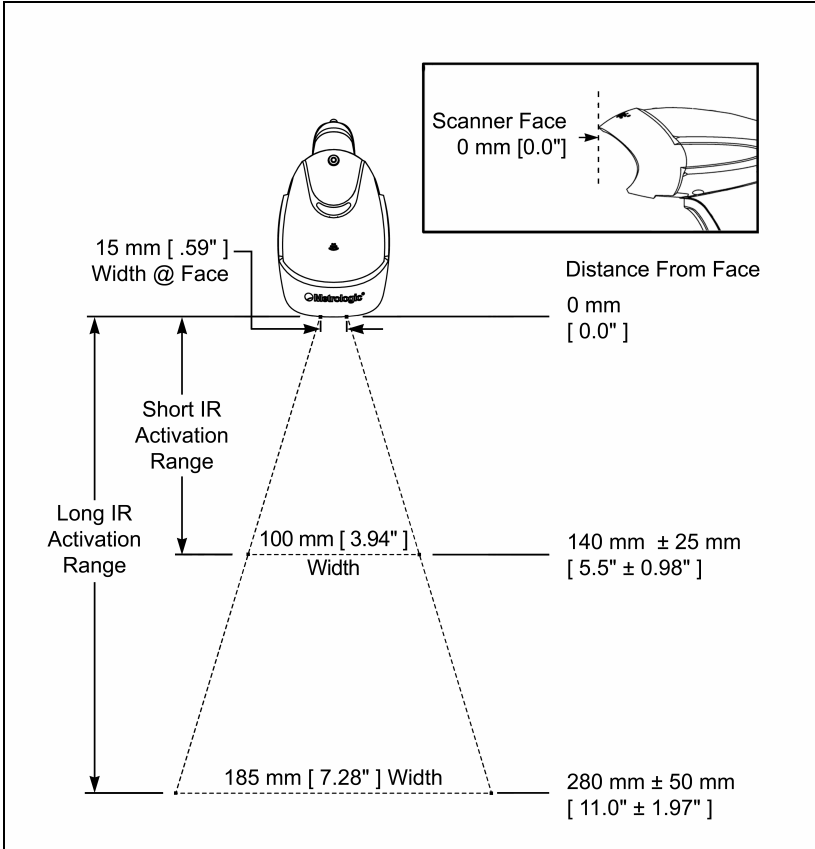 Scanner Face
0 mm [0.0"]
15 mm [ .59" ]
Width @ Face
Distance From Face
Metrologic®
0 mm
[ 0.0" ]
Short IR
Activation
Range
Long IR
Activation
Range
100 mm [ 3.94" ]
Width
140 mm ± 25 mm
[ 5.5" ± 0.98" ]
185 mm [ 7.28" ] Width
280 mm ± 50 mm
[ 11.0" ± 1.97" ]